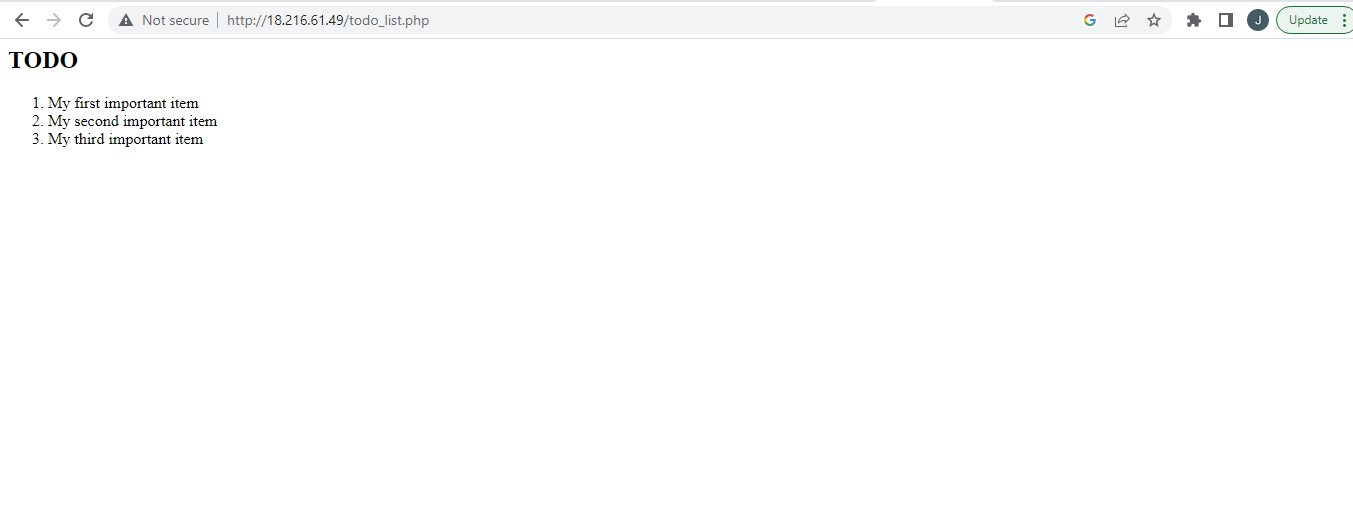 Not secure http://18.216.61.49/todo_list.php G J Update
TODO
1. My first important item
2. My second important item
3. My third important item